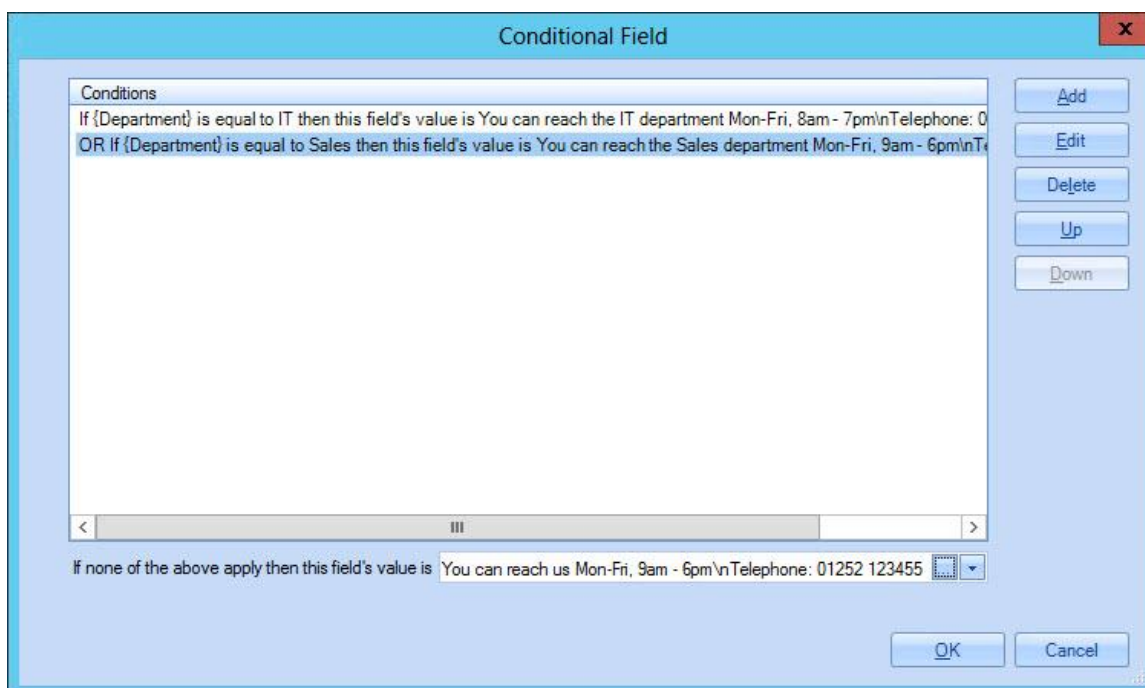 Conditional Field
x
Conditions
If {Department} is equal to IT then this field's value is You can reach the IT department Mon-Fri, 8am - 7pm\nTelephone: 0
OR If {Department} is equal to Sales then this field's value is You can reach the Sales department Mon-Fri, 9am - 6pm\nTe
Add
Edit
Delete
Up
Down
If none of the above apply then this field's value is You can reach us Mon-Fri, 9am - 6pm\nTelephone: 01252 123455 ...
OK Cancel